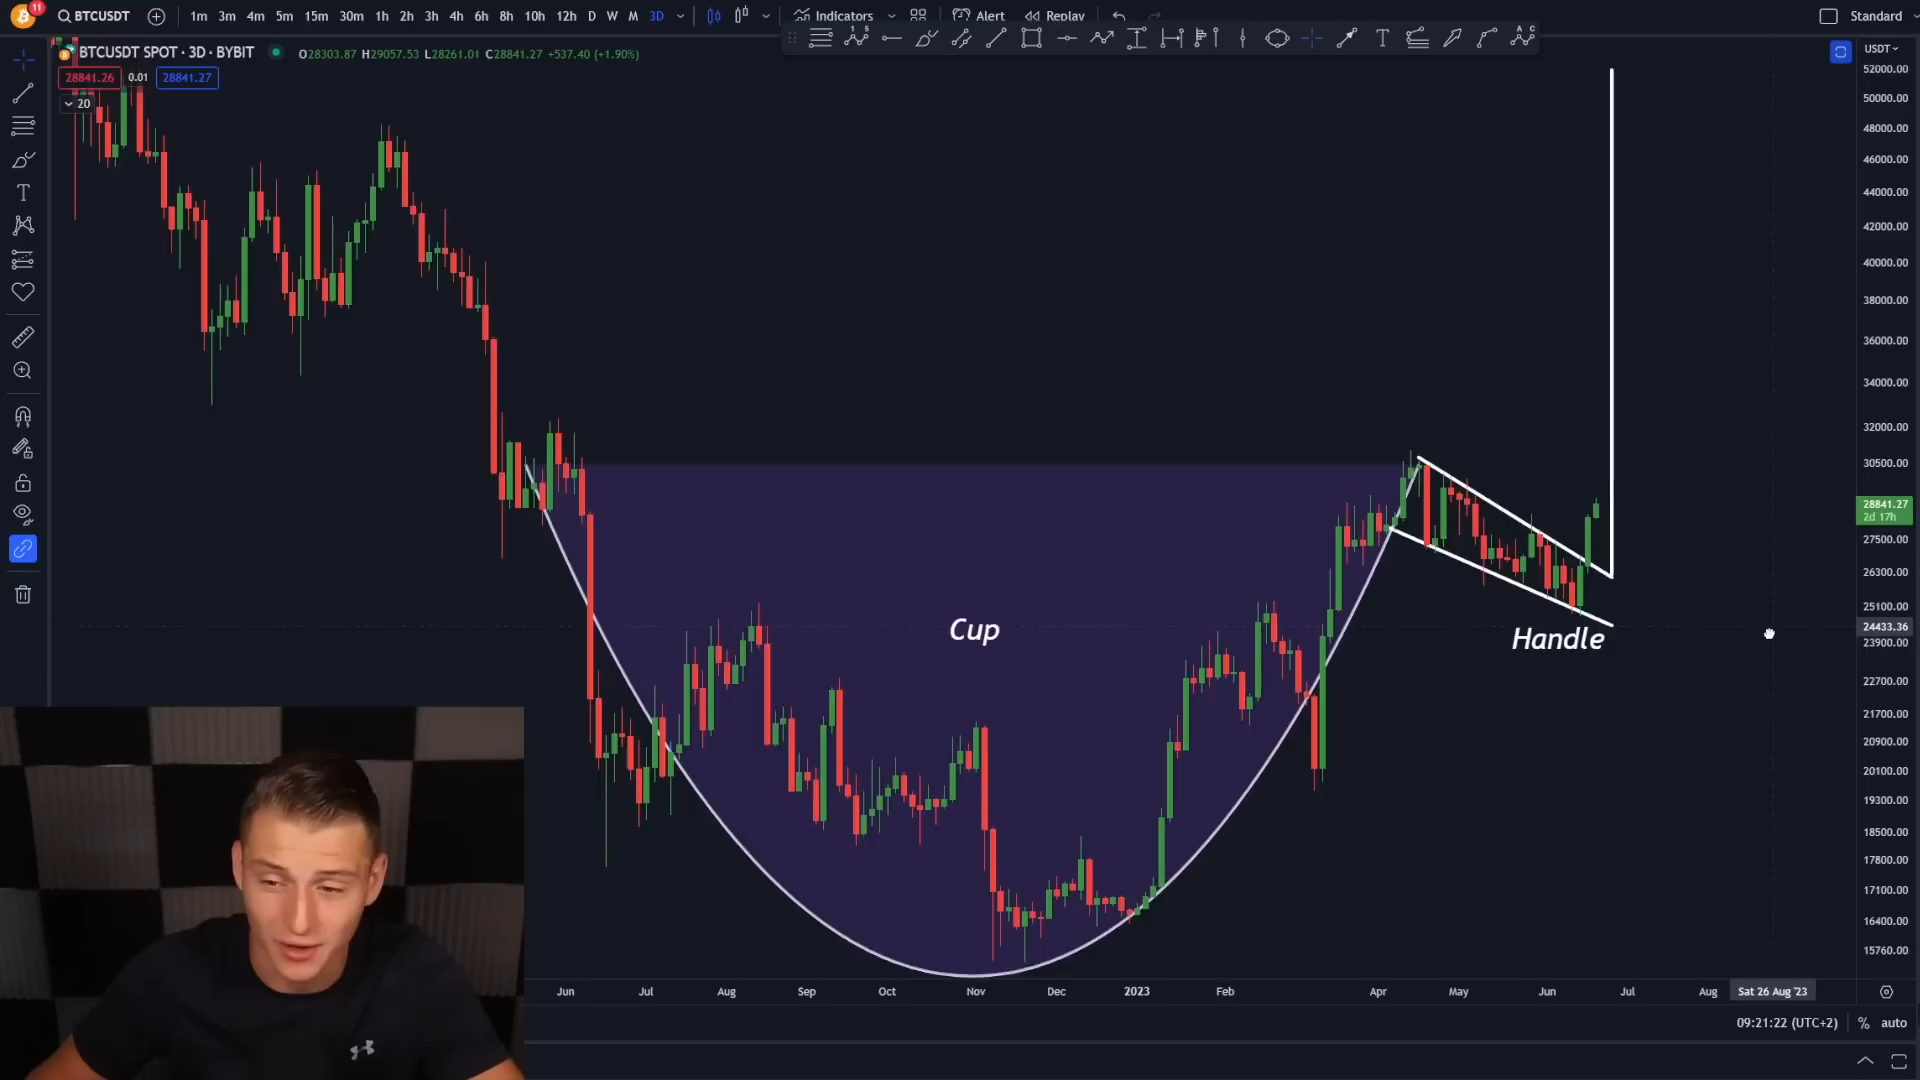 11
BTCUSDT
1m 3m 4m 5m 15m 30m 1h 2h 3h 4h 6h 8h 10h 12h D W M 3D
Indicators
Alert
Replay
Standard
BTCUSDT SPOT · 3D · BYBIT
O28303.87 H29057.53 L28261.01 C28841.27 +537.40 (+1.90%)
28841.26 0.01 28841.27
20
USDT
52000.00
50000.00
48000.00
46000.00
44000.00
42000.00
40000.00
38000.00
36000.00
34000.00
32000.00
30500.00
28841.27
2d 17h
27500.00
26300.00
25100.00
24433.36
23900.00
22700.00
21700.00
20900.00
20100.00
19300.00
18500.00
17800.00
17100.00
16400.00
15760.00
Cup
Handle
Jun Jul Aug Sep Oct Nov Dec 2023 Feb Apr May Jun Jul Aug Sat 26 Aug '23
09:21:22 (UTC+2) % auto